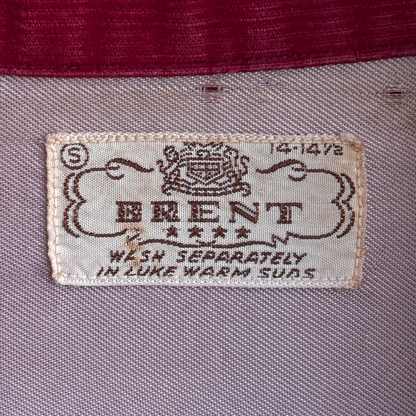 S 14-14½
BRENT
★★★★
WASH SEPARATELY
IN LUKE WARM SUDS